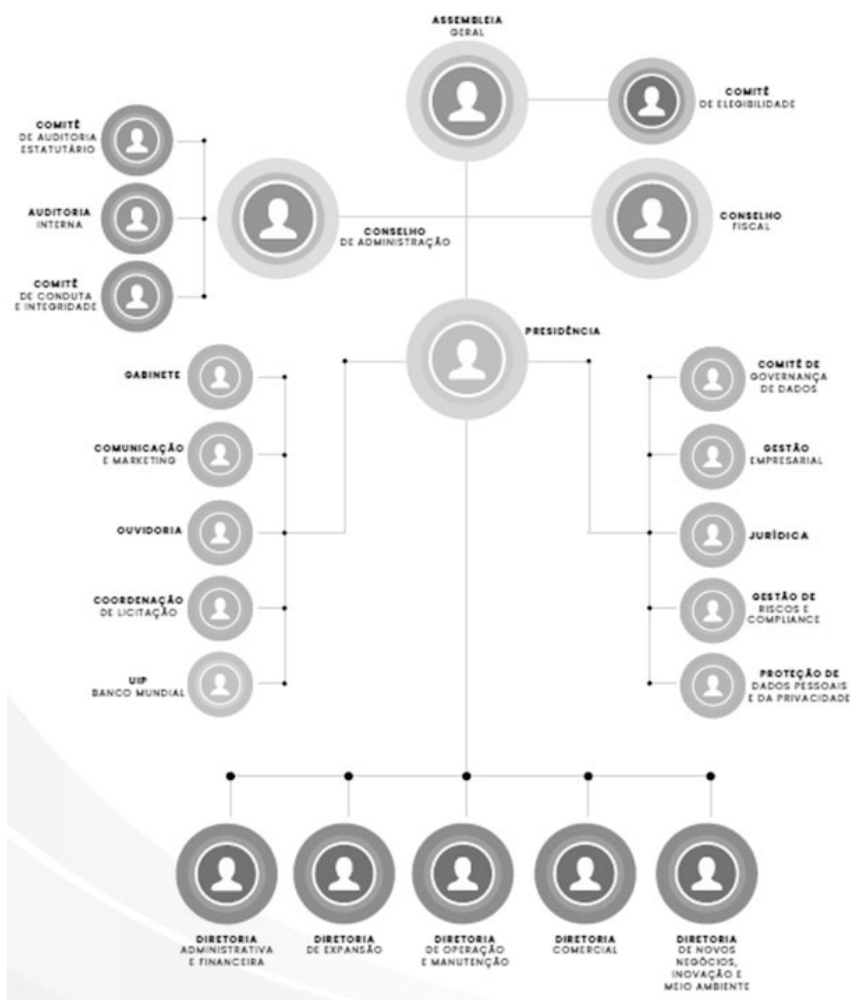 ASSEMBLEIA
GERAL
COMITÊ
DE ELEGIBILIDADE
COMITÊ
DE AUDITORIA
ESTATUTÁRIO
AUDITORIA
INTERNA
COMITÊ
DE CONDUTA
E INTEGRIDADE
CONSELHO
DE ADMINISTRAÇÃO
CONSELHO
FISCAL
PRESIDÊNCIA
GABINETE
COMUNICAÇÃO
E MARKETING
OUVIDORIA
COORDENAÇÃO
DE LICITAÇÃO
UIP
BANCO MUNDIAL
COMITÊ DE
GOVERNANÇA
DE DADOS
GESTÃO
EMPRESARIAL
JURÍDICA
GESTÃO DE
RISCOS E
COMPLIANCE
PROTEÇÃO DE
DADOS PESSOAIS
E DA PRIVACIDADE
DIRETORIA
ADMINISTRATIVA
E FINANCEIRA
DIRETORIA
DE EXPANSÃO
DIRETORIA
DE OPERAÇÃO
E MANUTENÇÃO
DIRETORIA
COMERCIAL
DIRETORIA
DE NOVOS
NEGÓCIOS,
INOVAÇÃO E
MEIO AMBIENTE